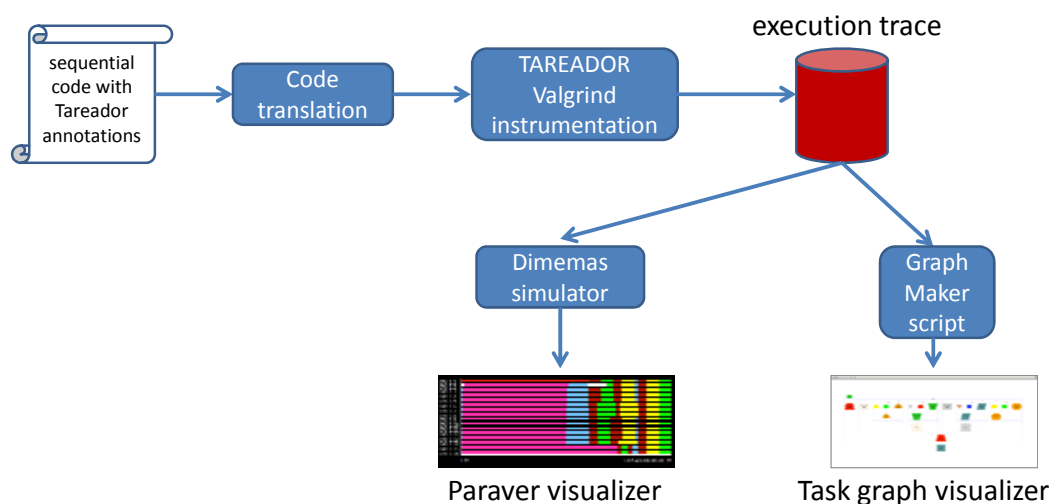 execution trace
sequential
code with
Tareador
annotations
Code
translation
TAREADOR
Valgrind
instrumentation
Dimemas
simulator
Graph
Maker
script
Paraver visualizer
Task graph visualizer